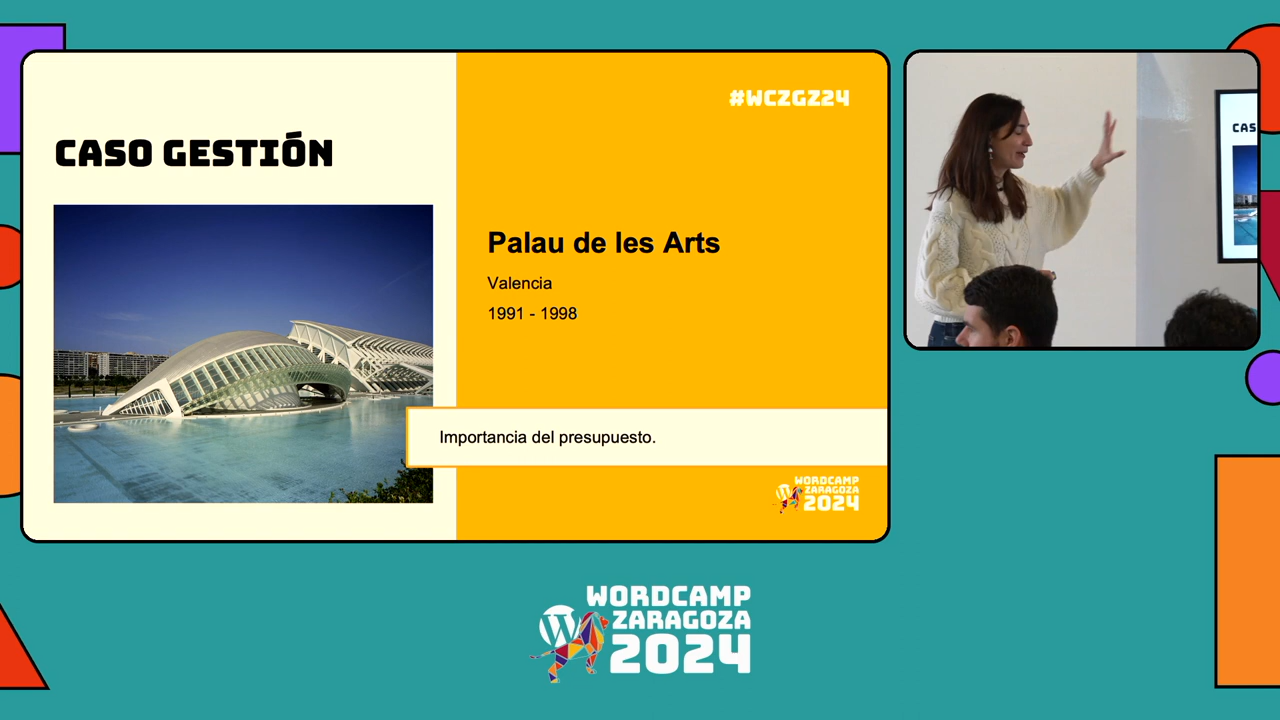 #WCZGZ24
CASO GESTIÓN
Palau de les Arts
Valencia
1991 - 1998
Importancia del presupuesto.
WORDCAMP
ZARAGOZA
2024
CAS
WORDCAMP
ZARAGOZA
2024